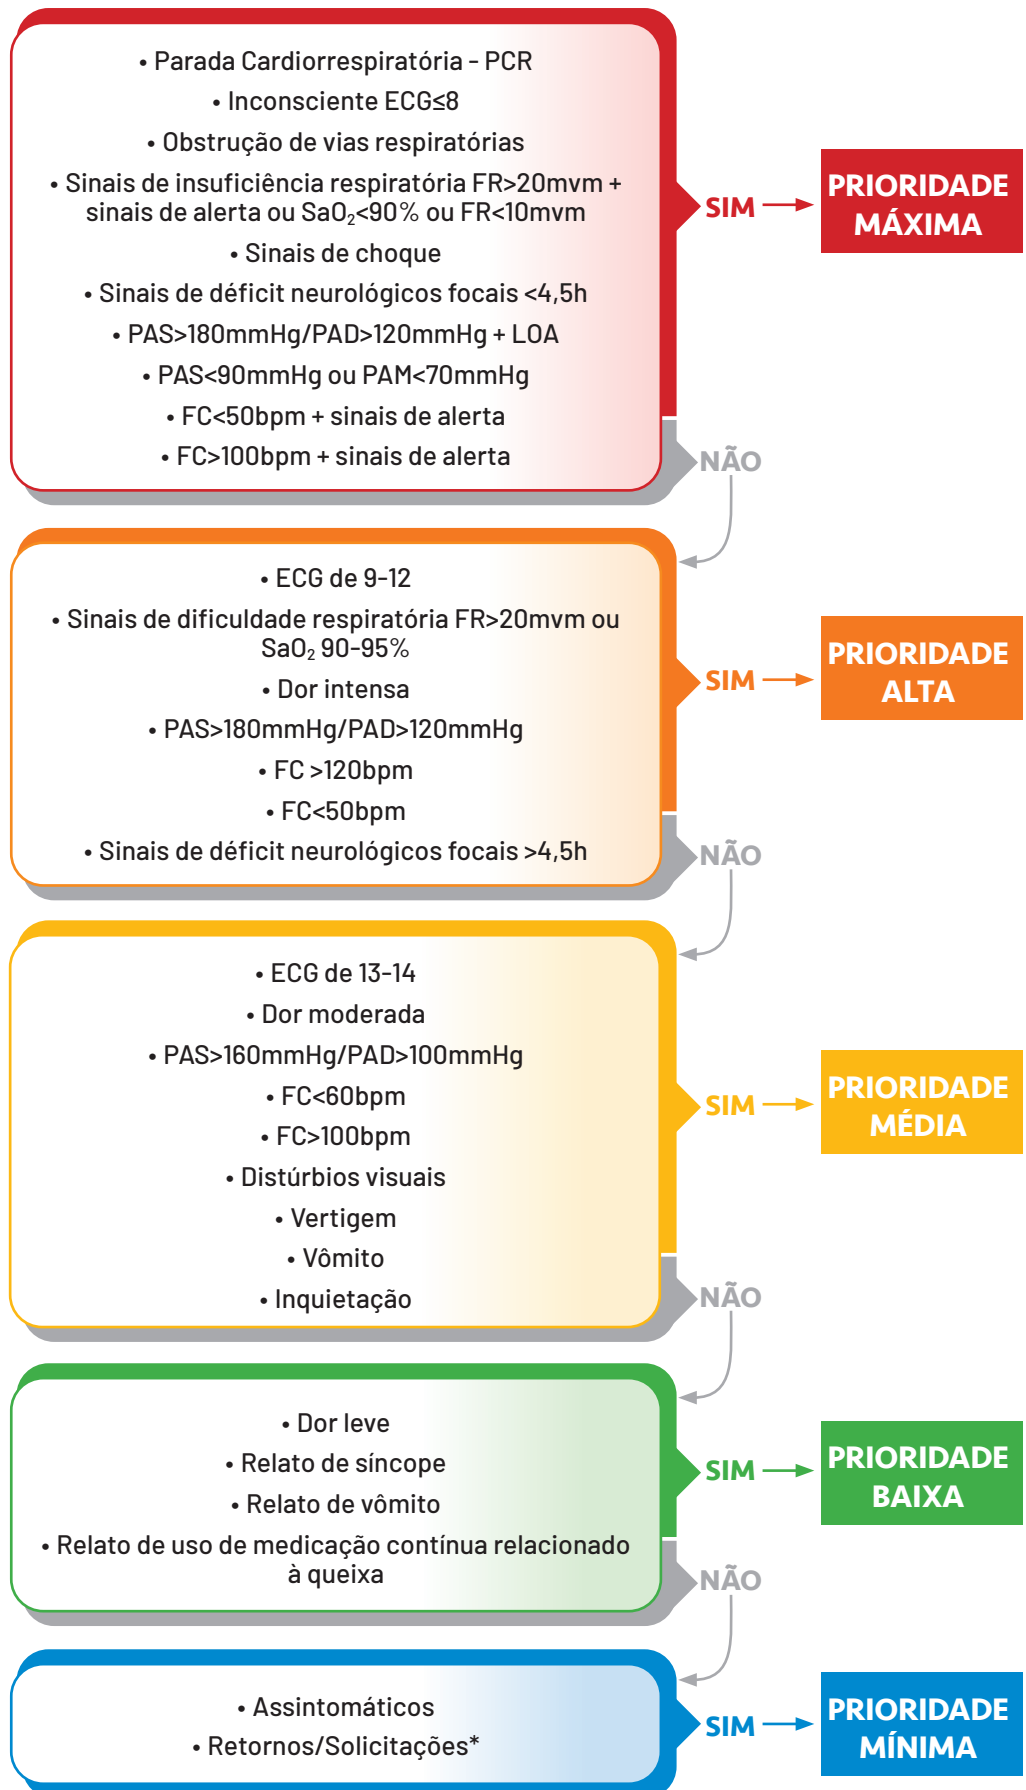 • Parada Cardiorrespiratória - PCR
• Inconsciente ECG≤8
• Obstrução de vias respiratórias
• Sinais de insuficiência respiratória FR>20mvm +
sinais de alerta ou SaO₂<90% ou FR<10mvm
• Sinais de choque
• Sinais de déficit neurológicos focais <4,5h
• PAS>180mmHg/PAD>120mmHg + LOA
• PAS<90mmHg ou PAM<70mmHg
• FC<50bpm + sinais de alerta
• FC>100bpm + sinais de alerta
SIM
PRIORIDADE
MÁXIMA
NÃO
• ECG de 9-12
• Sinais de dificuldade respiratória FR>20mvm ou
SaO₂ 90-95%
• Dor intensa
• PAS>180mmHg/PAD>120mmHg
• FC >120bpm
• FC<50bpm
• Sinais de déficit neurológicos focais >4,5h
SIM
PRIORIDADE
ALTA
NÃO
• ECG de 13-14
• Dor moderada
• PAS>160mmHg/PAD>100mmHg
• FC<60bpm
• FC>100bpm
• Distúrbios visuais
• Vertigem
• Vômito
• Inquietação
SIM
PRIORIDADE
MÉDIA
NÃO
• Dor leve
• Relato de síncope
• Relato de vômito
• Relato de uso de medicação contínua relacionado
à queixa
SIM
PRIORIDADE
BAIXA
NÃO
• Assintomáticos
• Retornos/Solicitações*
SIM
PRIORIDADE
MÍNIMA